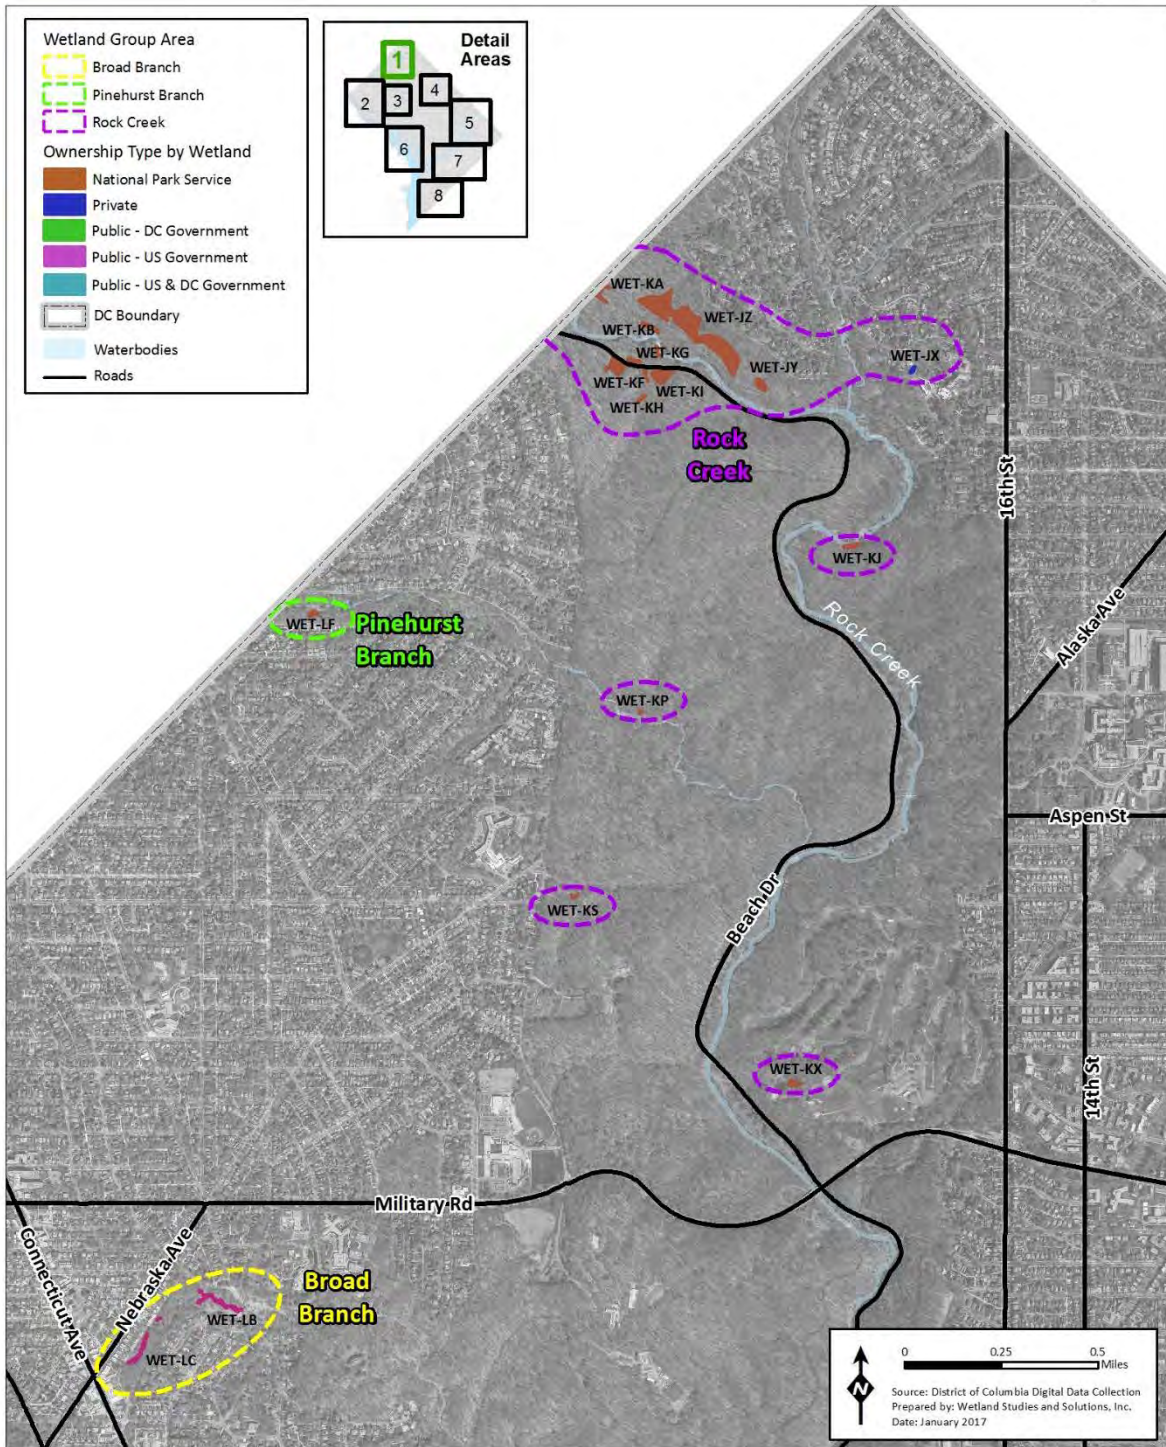 Wetland Group Area
Broad Branch
Pinehurst Branch
Rock Creek
Ownership Type by Wetland
National Park Service
Private
Public - DC Government
Public - US Government
Public - US & DC Government
DC Boundary
Waterbodies
Roads
Detail
Areas
1
2
3
4
5
6
7
8
WET-KA
WET-JZ
WET-KB
WET-KG
WET-JX
WET-JY
WET-KF
WET-KI
WET-KH
Rock
Creek
16th St
WET-KJ
Alaska Ave
Rock Creek
WET-LF
Pinehurst
Branch
WET-KP
Aspen St
Beach Dr
WET-KS
WET-KX
14th St
Military Rd
Connecticut Ave
Nebraska Ave
Broad
Branch
WET-LB
WET-LC
N
0 0.25 0.5
Miles
Source: District of Columbia Digital Data Collection
Prepared by: Wetland Studies and Solutions, Inc.
Date: January 2017